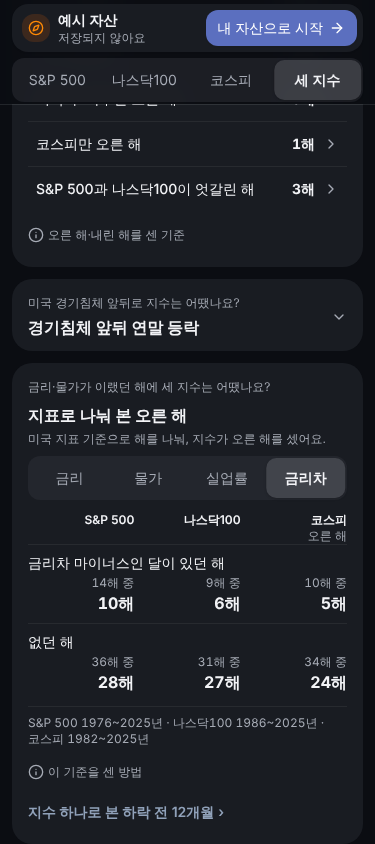 예시 자산
저장되지 않아요
내 자산으로 시작 →
S&P 500 나스닥100 코스피 세 지수
코스피만 오른 해 1해
S&P 500과 나스닥100이 엇갈린 해 3해
오른 해·내린 해를 센 기준
미국 경기침체 앞뒤로 지수는 어땠나요?
경기침체 앞뒤 연말 등락
금리·물가가 이랬던 해에 세 지수는 어땠나요?
지표로 나눠 본 오른 해
미국 지표 기준으로 해를 나눠, 지수가 오른 해를 셌어요.
금리 물가 실업률 금리차
S&P 500 나스닥100 코스피
오른 해
금리차 마이너스인 달이 있던 해
14해 중 9해 중 10해 중
10해 6해 5해
없던 해
36해 중 31해 중 34해 중
28해 27해 24해
S&P 500 1976~2025년 · 나스닥100 1986~2025년 ·
코스피 1982~2025년
이 기준을 센 방법
지수 하나로 본 하락 전 12개월 ›